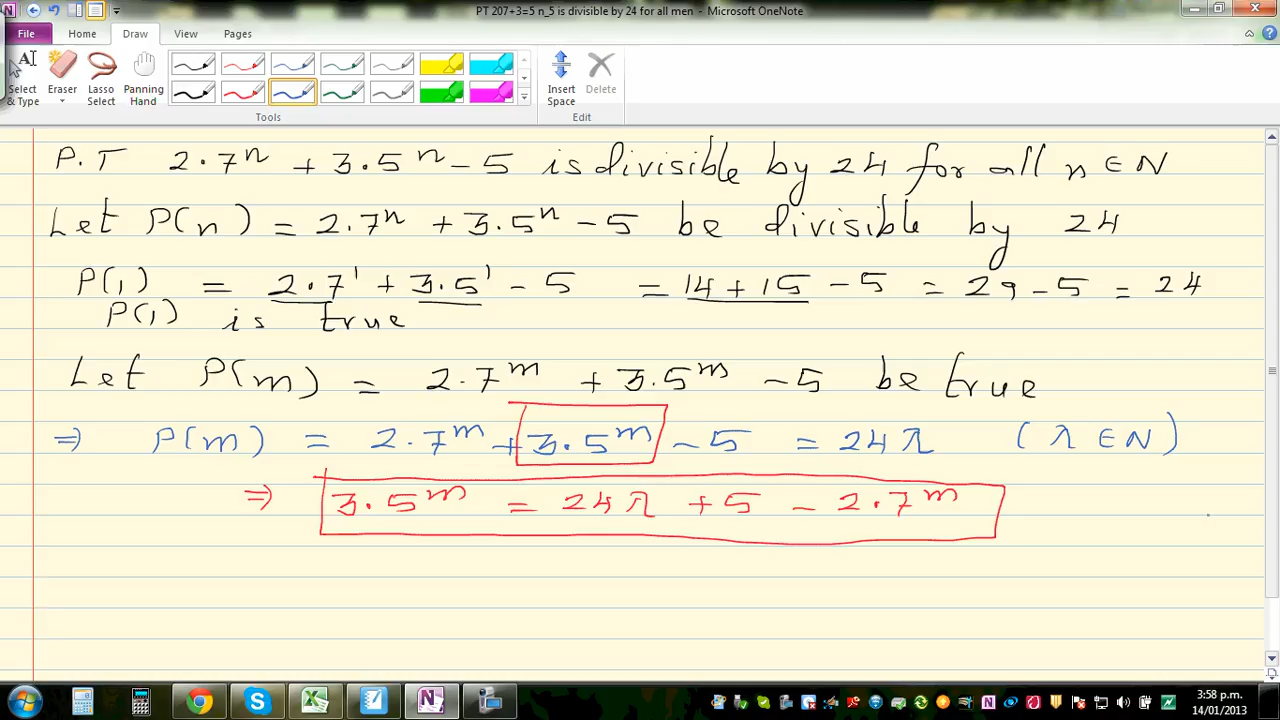 PT 207+3=5 n_5 is divisible by 24 for all men - Microsoft OneNote
File Home Draw View Pages
Select & Type Eraser Lasso Select Panning Hand Insert Space Delete
Tools Edit
P.T 2.7ⁿ + 3.5ⁿ - 5 is divisible by 24 for all n ∈ N
Let P(n) = 2.7ⁿ + 3.5ⁿ - 5 be divisible by 24
P(1) = 2.7¹ + 3.5¹ - 5 = 14 + 15 - 5 = 29 - 5 = 24
P(1) is true
Let P(m) = 2.7ᵐ + 3.5ᵐ - 5 be true
⇒ P(m) = 2.7ᵐ + 3.5ᵐ - 5 = 24λ (λ ∈ N)
⇒ 3.5ᵐ = 24λ + 5 - 2.7ᵐ
3:58 p.m.
14/01/2013